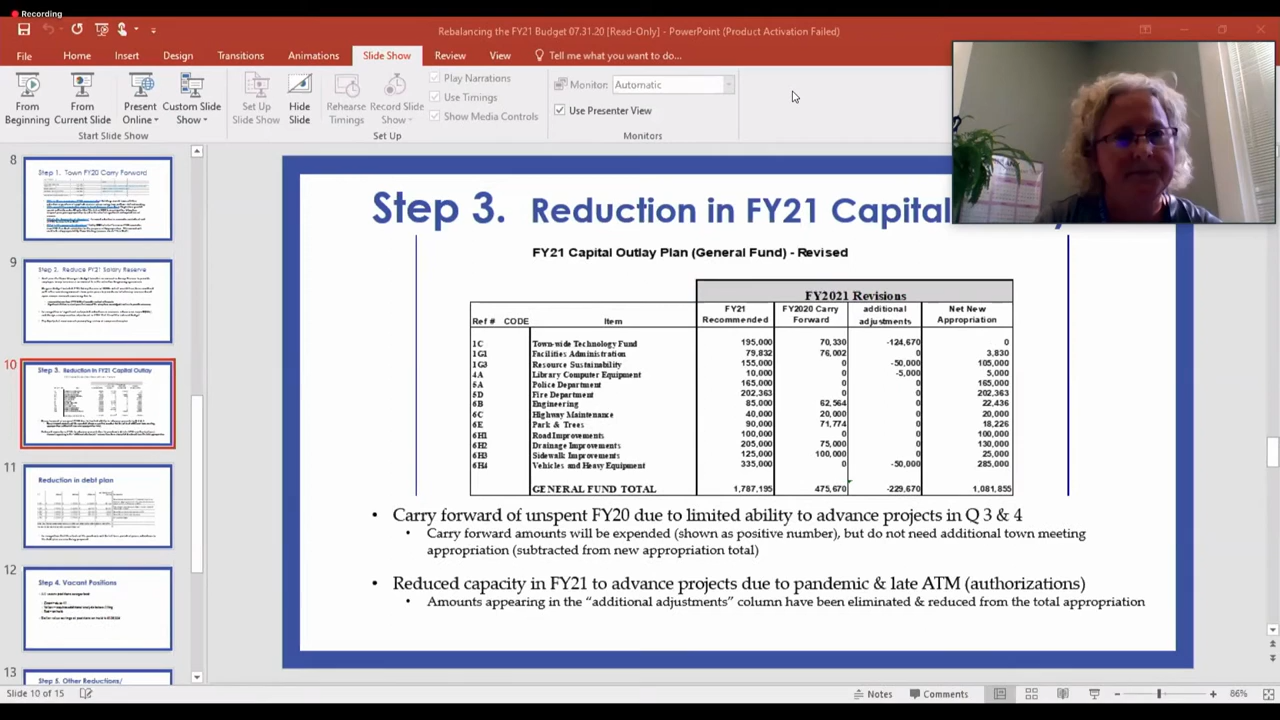 Recording
Rebalancing the FY21 Budget 07.31.20 [Read-Only] - PowerPoint (Product Activation Failed)
File Home Insert Design Transitions Animations Slide Show Review View Tell me what you want to do...
From Beginning
From Current Slide
Present Online
Custom Slide Show
Start Slide Show
Set Up Slide Show
Hide Slide
Rehearse Timings
Record Slide Show
Play Narrations
Use Timings
Show Media Controls
Set Up
Monitor: Automatic
Use Presenter View
Monitors
8
Step 1. Town FY20 Carry Forward
9
Step 2. Reduce FY21 Salary Reserve
10
Step 3. Reduction in FY21 Capital Outlay
11
Reduction in debt plan
12
Step 4. Vacant Positions
13
Step 5. Other Reductions/
Step 3. Reduction in FY21 Capital
FY21 Capital Outlay Plan (General Fund) - Revised
FY2021 Revisions
Ref # CODE Item FY21 Recommended FY2020 Carry Forward additional adjustments Net New Appropriation
1C Town-wide Technology Fund 195,000 70,330 -124,670 0
1G1 Facilities Administration 79,832 76,002 3,830
1G3 Resource Sustainability 155,000 0 -50,000 105,000
4A Library Computer Equipment 10,000 0 -5,000 5,000
5A Police Department 165,000 0 0 165,000
5D Fire Department 202,363 0 0 202,363
6B Engineering 85,000 62,564 0 22,436
6C Highway Maintenance 40,000 20,000 0 20,000
6E Park & Trees 90,000 71,774 0 18,226
6H1 Road Improvements 100,000 0 0 100,000
6H2 Drainage Improvements 205,000 75,000 0 130,000
6H3 Sidewalk Improvements 125,000 100,000 0 25,000
6H4 Vehicles and Heavy Equipment 335,000 0 -50,000 285,000
GENERAL FUND TOTAL 1,787,195 475,670 -229,670 1,081,855
• Carry forward of unspent FY20 due to limited ability to advance projects in Q 3 & 4
• Carry forward amounts will be expended (shown as positive number), but do not need additional town meeting
appropriation (subtracted from new appropriation total)
• Reduced capacity in FY21 to advance projects due to pandemic & late ATM (authorizations)
• Amounts appearing in the “additional adjustments” column have been eliminated & reduced from the total appropriation
Slide 10 of 15
Notes Comments 86%